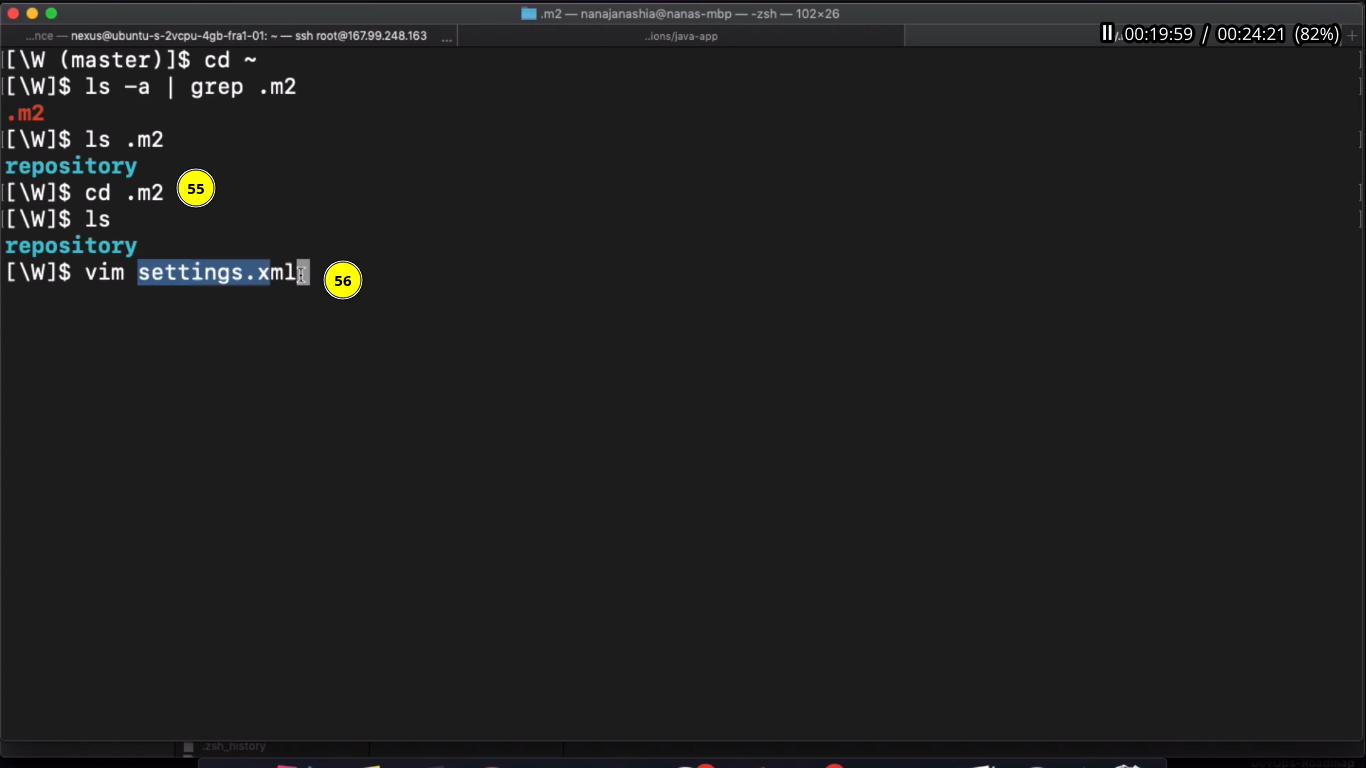 .m2 — nanajanashia@nanas-mbp — -zsh — 102×26
...nce — nexus@ubuntu-s-2vcpu-4gb-fra1-01: ~ — ssh root@167.99.248.163 ...
..ions/java-app
00:19:59 / 00:24:21 (82%)
[\W (master)]$ cd ~
[\W]$ ls -a | grep .m2
.m2
[\W]$ ls .m2
repository
[\W]$ cd .m2
55
[\W]$ ls
repository
[\W]$ vim settings.xml
56
.zsh_history